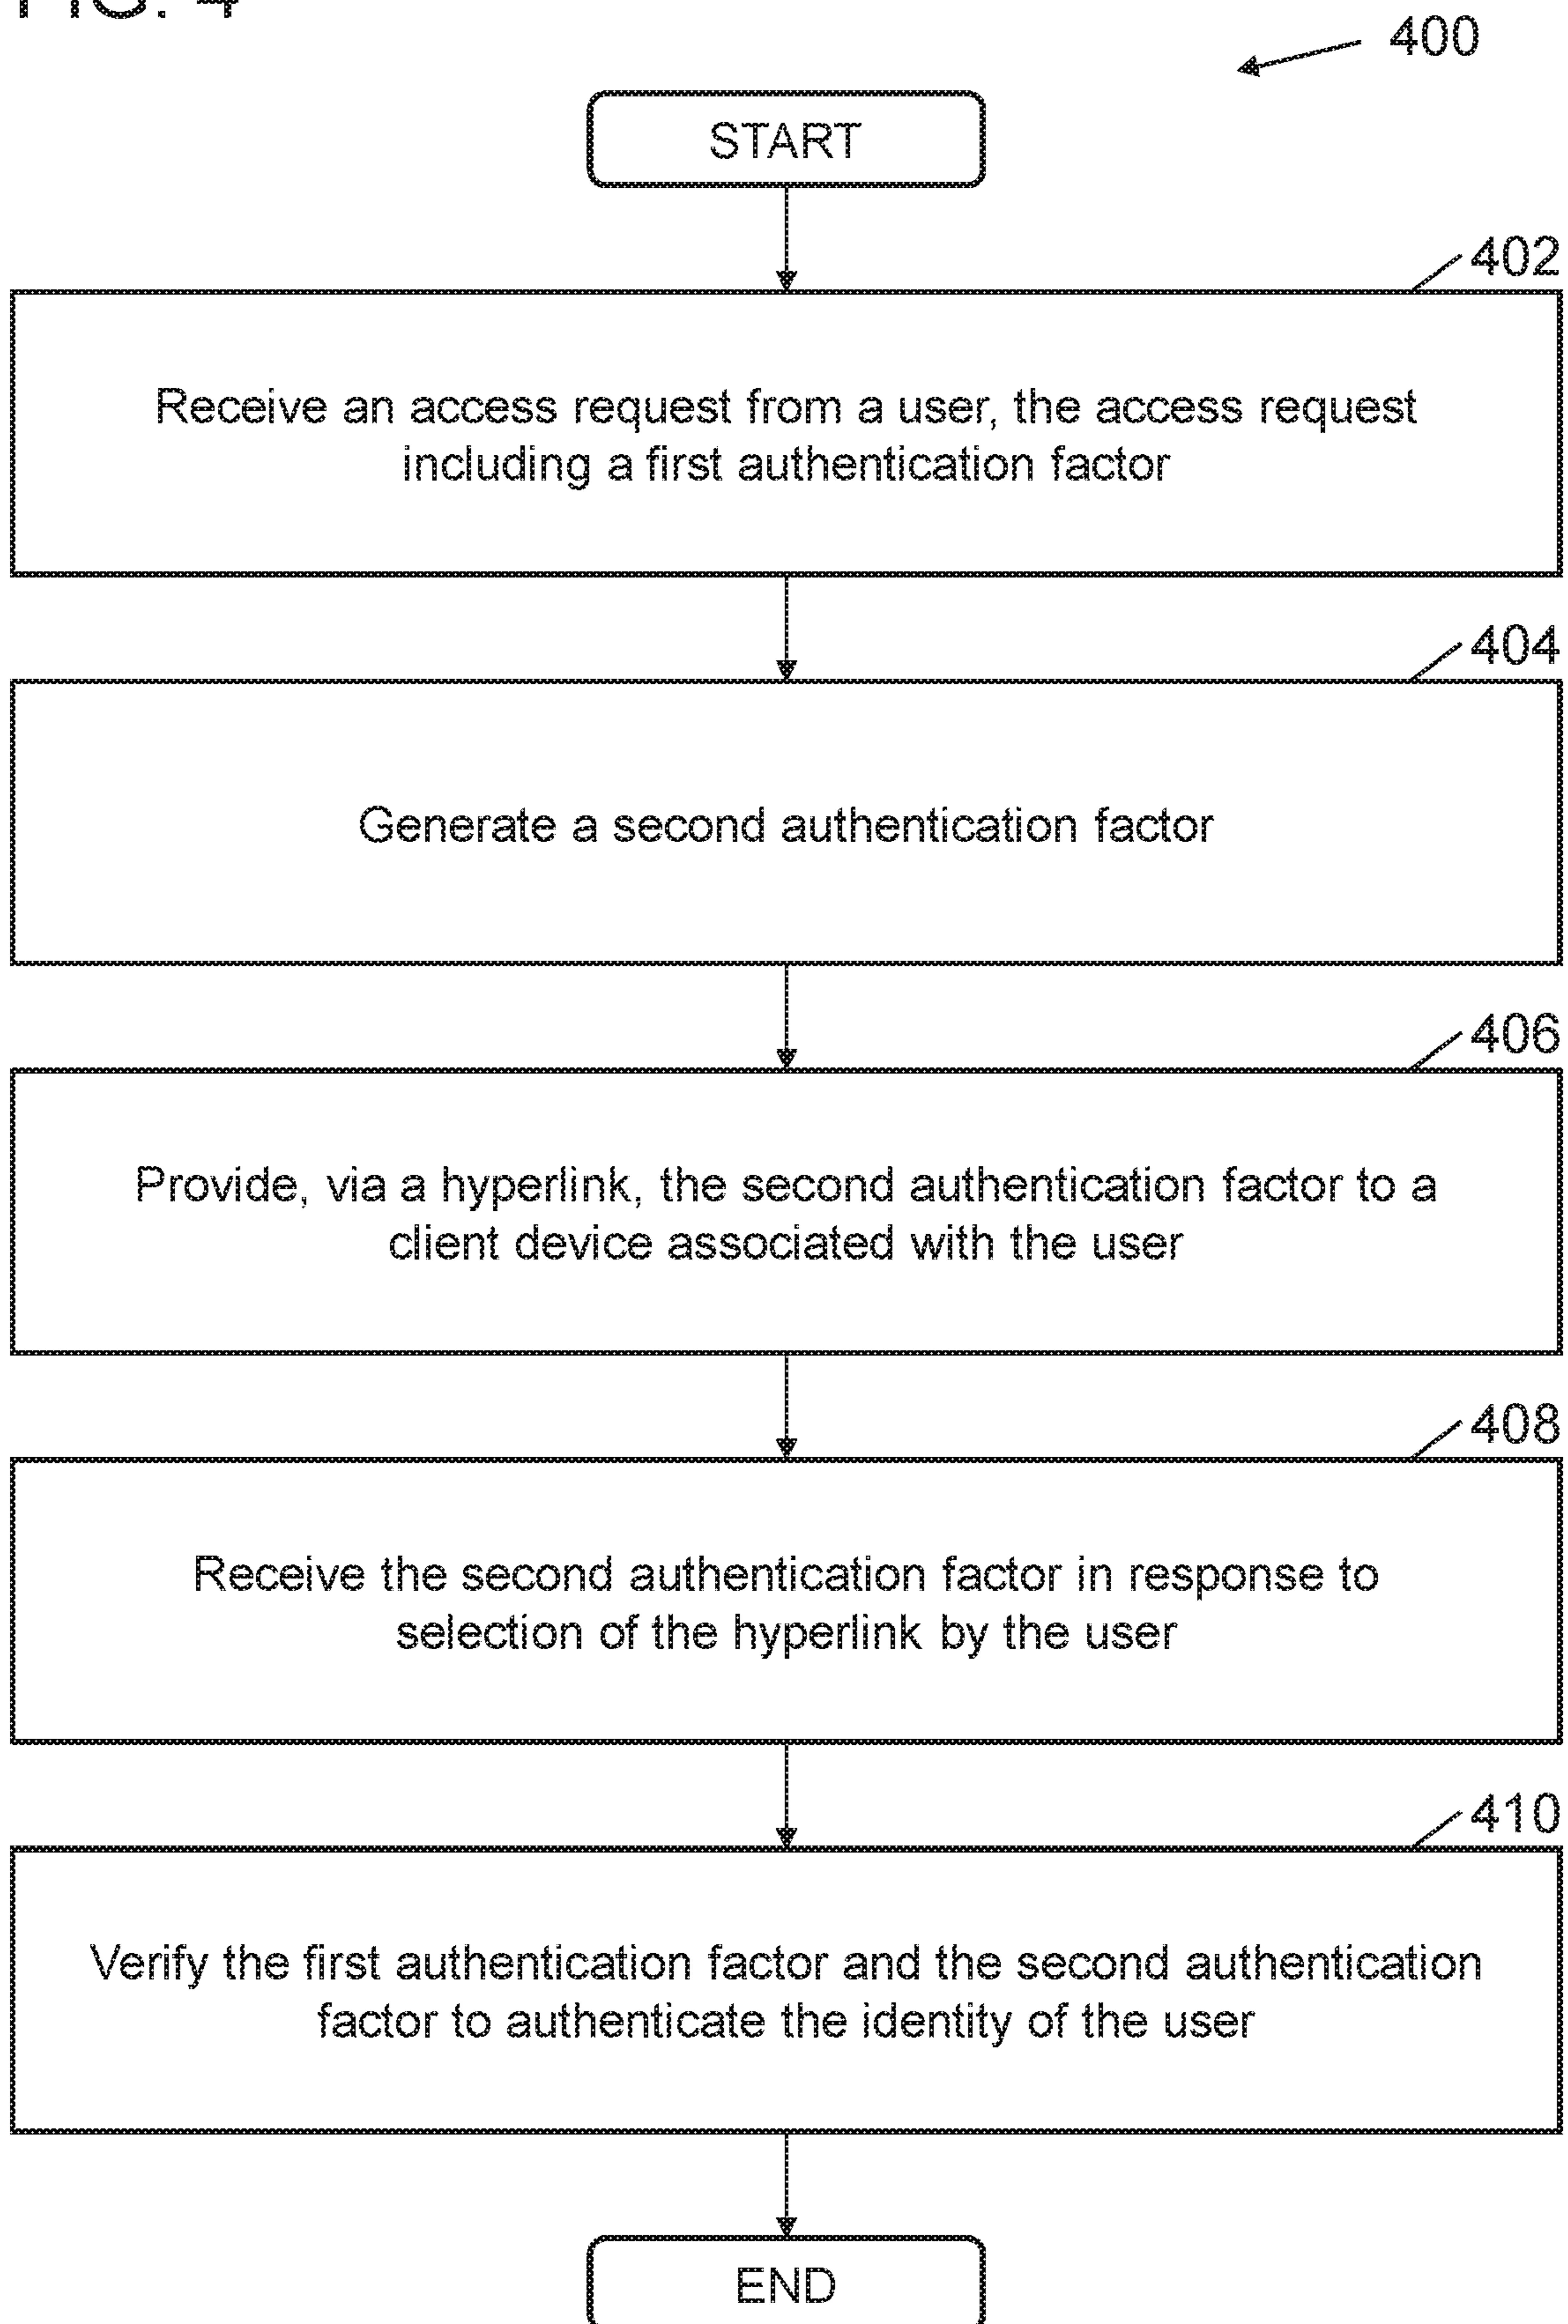 FIG. 4
400
START
402
Receive an access request from a user, the access request
including a first authentication factor
404
Generate a second authentication factor
406
Provide, via a hyperlink, the second authentication factor to a
client device associated with the user
408
Receive the second authentication factor in response to
selection of the hyperlink by the user
410
Verify the first authentication factor and the second authentication
factor to authenticate the identity of the user
END